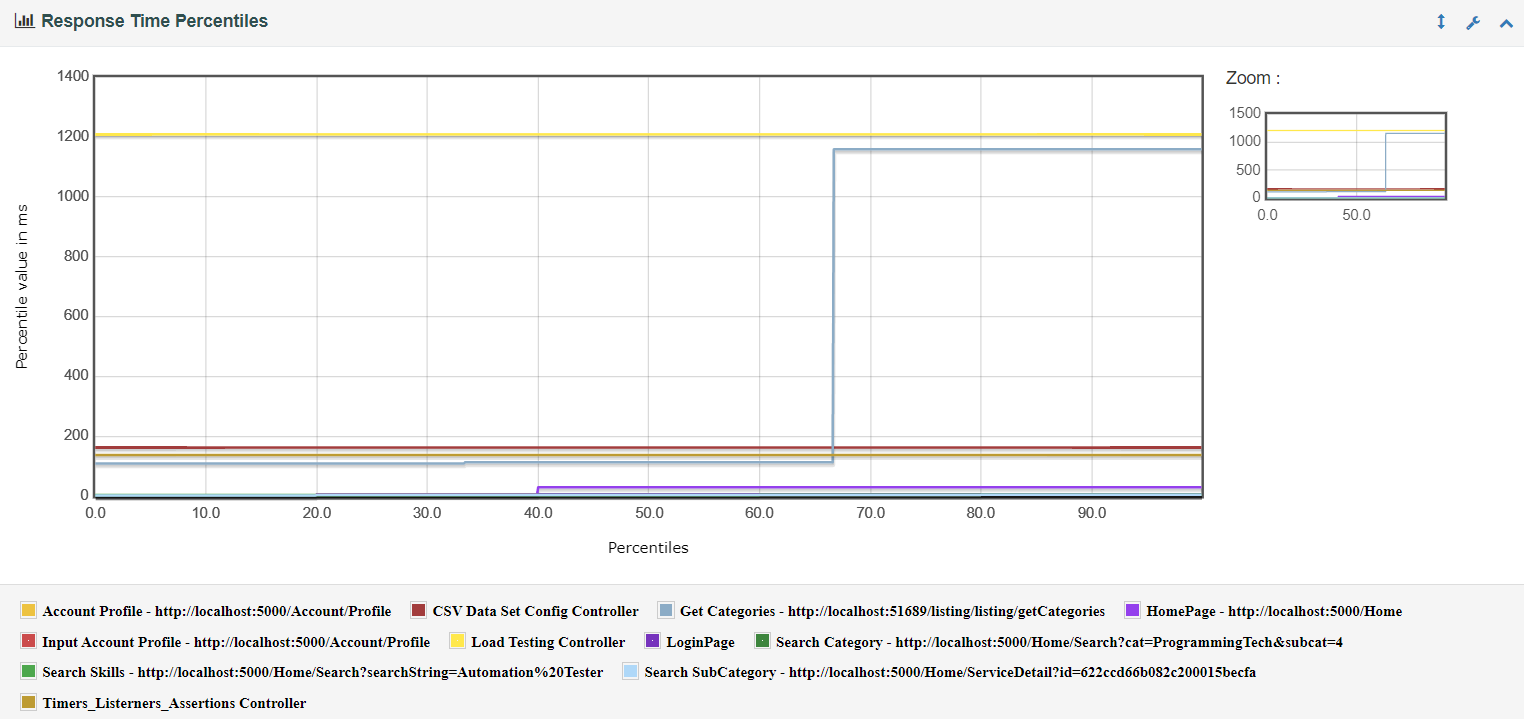 Response Time Percentiles
Zoom :
1400
1200
1000
800
600
400
200
0
Percentile value in ms
0.0 10.0 20.0 30.0 40.0 50.0 60.0 70.0 80.0 90.0
Percentiles
1500
1000
500
0
0.0 50.0
Account Profile - http://localhost:5000/Account/Profile CSV Data Set Config Controller Get Categories - http://localhost:51689/listing/listing/getCategories HomePage - http://localhost:5000/Home
Input Account Profile - http://localhost:5000/Account/Profile Load Testing Controller LoginPage Search Category - http://localhost:5000/Home/Search?cat=ProgrammingTech&subcat=4
Search Skills - http://localhost:5000/Home/Search?searchString=Automation%20Tester Search SubCategory - http://localhost:5000/Home/ServiceDetail?id=622ccd66b082c200015becfa
Timers_Listerners_Assertions Controller